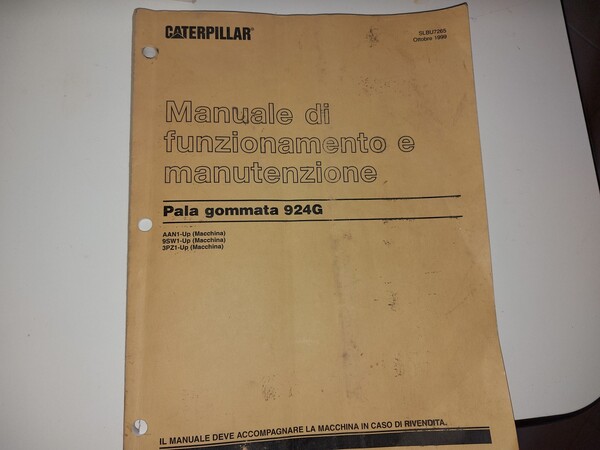 CATERPILLAR
SLBU7265
Ottobre 1999
Manuale di
funzionamento e
manutenzione
Pala gommata 924G
AAN1-Up (Macchina)
9SW1-Up (Macchina)
3PZ1-Up (Macchina)
IL MANUALE DEVE ACCOMPAGNARE LA MACCHINA IN CASO DI RIVENDITA.